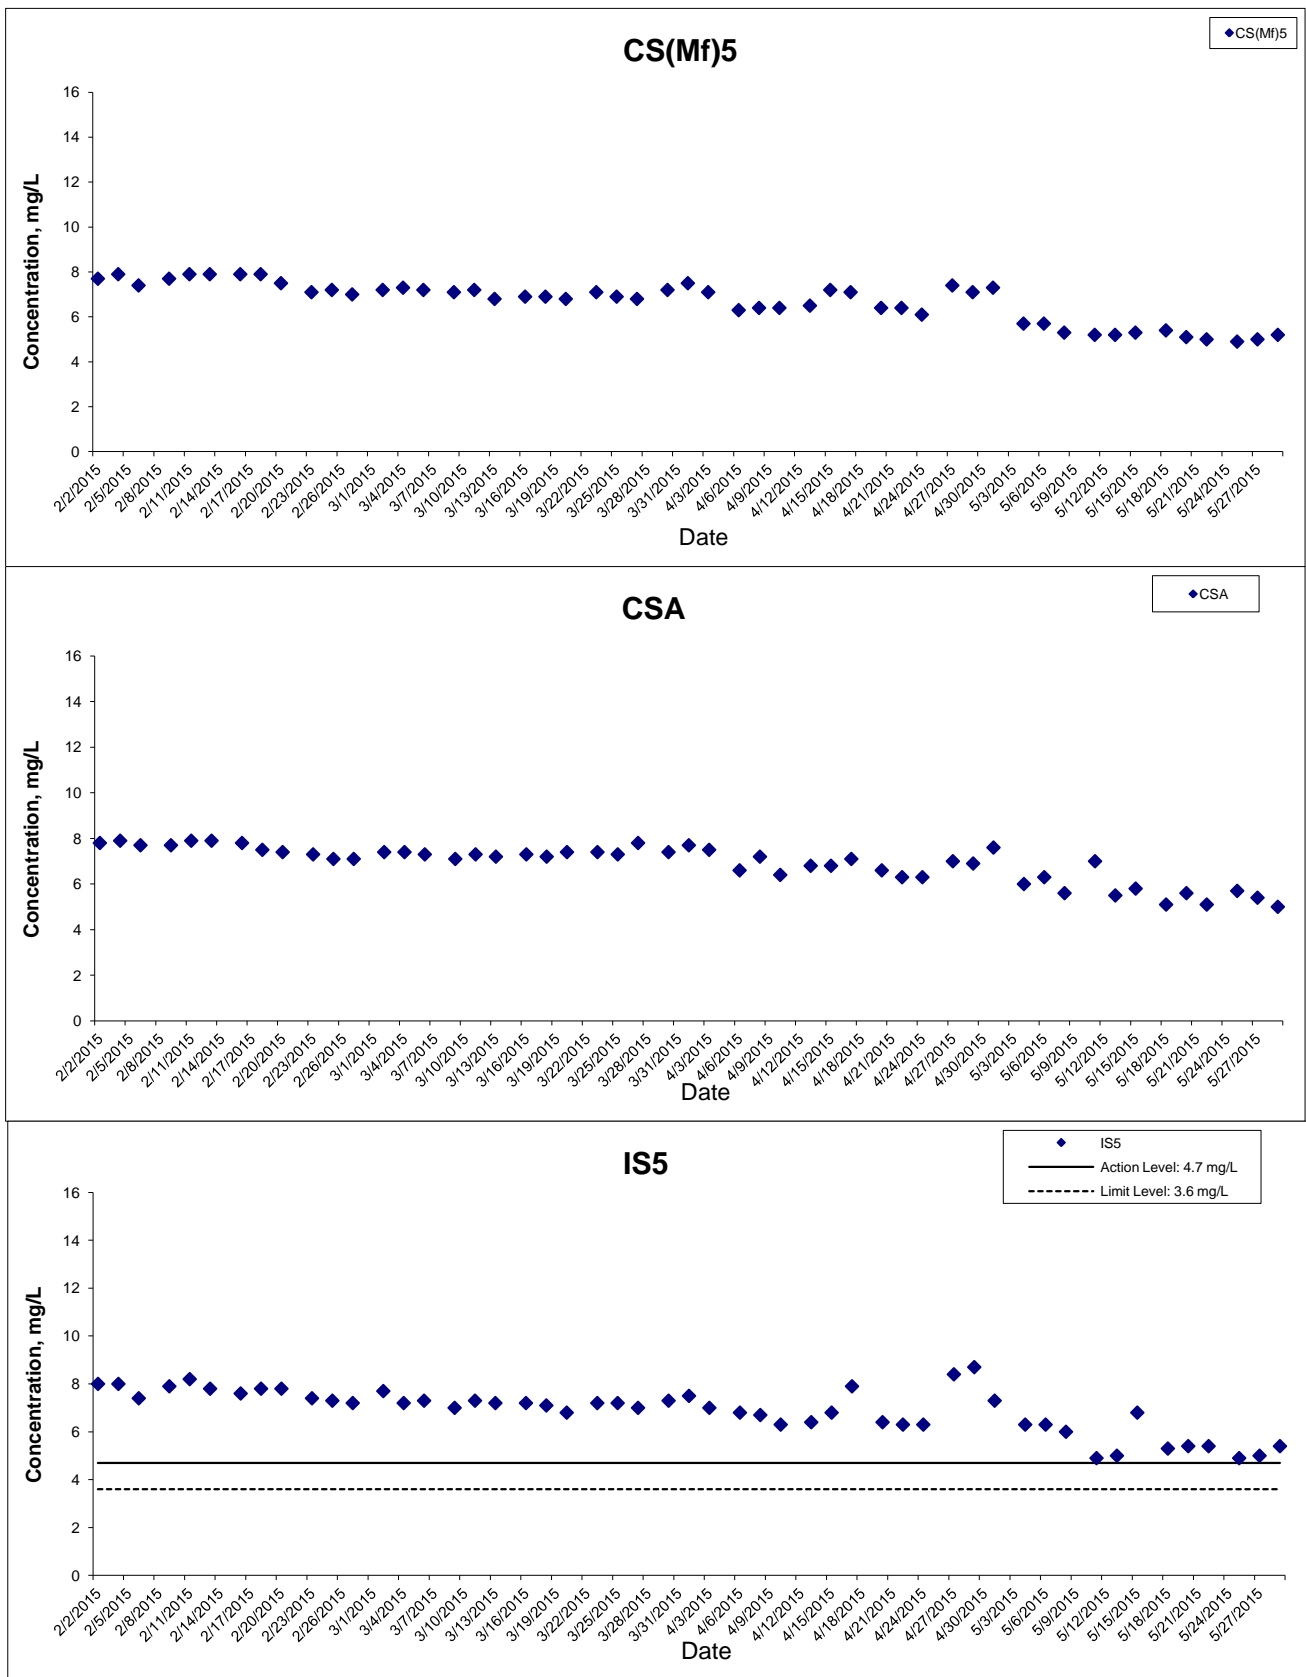 CS(Mf)5
CS(Mf)5
Concentration, mg/L
16
14
12
10
8
6
4
2
0
2/2/2015 2/5/2015 2/8/2015 2/11/2015 2/14/2015 2/17/2015 2/20/2015 2/23/2015 2/26/2015 3/1/2015 3/4/2015 3/7/2015 3/10/2015 3/13/2015 3/16/2015 3/19/2015 3/22/2015 3/25/2015 3/28/2015 3/31/2015 4/3/2015 4/6/2015 4/9/2015 4/12/2015 4/15/2015 4/18/2015 4/21/2015 4/24/2015 4/27/2015 4/30/2015 5/3/2015 5/6/2015 5/9/2015 5/12/2015 5/15/2015 5/18/2015 5/21/2015 5/24/2015 5/27/2015
Date
CSA
CSA
Concentration, mg/L
16
14
12
10
8
6
4
2
0
2/2/2015 2/5/2015 2/8/2015 2/11/2015 2/14/2015 2/17/2015 2/20/2015 2/23/2015 2/26/2015 3/1/2015 3/4/2015 3/7/2015 3/10/2015 3/13/2015 3/16/2015 3/19/2015 3/22/2015 3/25/2015 3/28/2015 3/31/2015 4/3/2015 4/6/2015 4/9/2015 4/12/2015 4/15/2015 4/18/2015 4/21/2015 4/24/2015 4/27/2015 4/30/2015 5/3/2015 5/6/2015 5/9/2015 5/12/2015 5/15/2015 5/18/2015 5/21/2015 5/24/2015 5/27/2015
Date
IS5
IS5
Action Level: 4.7 mg/L
Limit Level: 3.6 mg/L
Concentration, mg/L
16
14
12
10
8
6
4
2
0
2/2/2015 2/5/2015 2/8/2015 2/11/2015 2/14/2015 2/17/2015 2/20/2015 2/23/2015 2/26/2015 3/1/2015 3/4/2015 3/7/2015 3/10/2015 3/13/2015 3/16/2015 3/19/2015 3/22/2015 3/25/2015 3/28/2015 3/31/2015 4/3/2015 4/6/2015 4/9/2015 4/12/2015 4/15/2015 4/18/2015 4/21/2015 4/24/2015 4/27/2015 4/30/2015 5/3/2015 5/6/2015 5/9/2015 5/12/2015 5/15/2015 5/18/2015 5/21/2015 5/24/2015 5/27/2015
Date